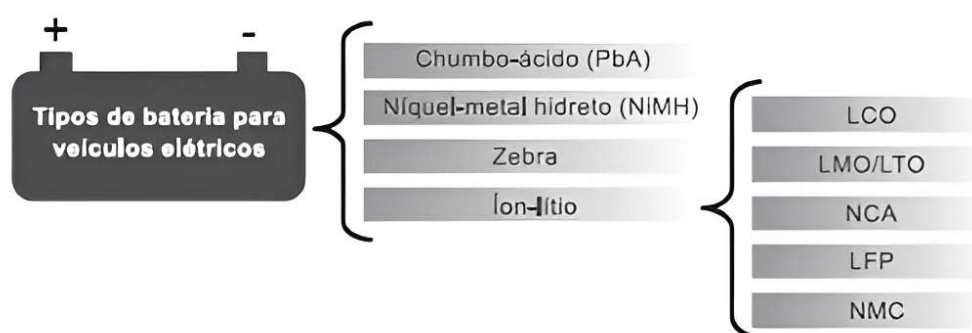 + -
Tipos de bateria para
veículos elétricos
Chumbo-ácido (PbA)
Níquel-metal hidreto (NiMH)
Zebra
Íon-lítio
LCO
LMO/LTO
NCA
LFP
NMC